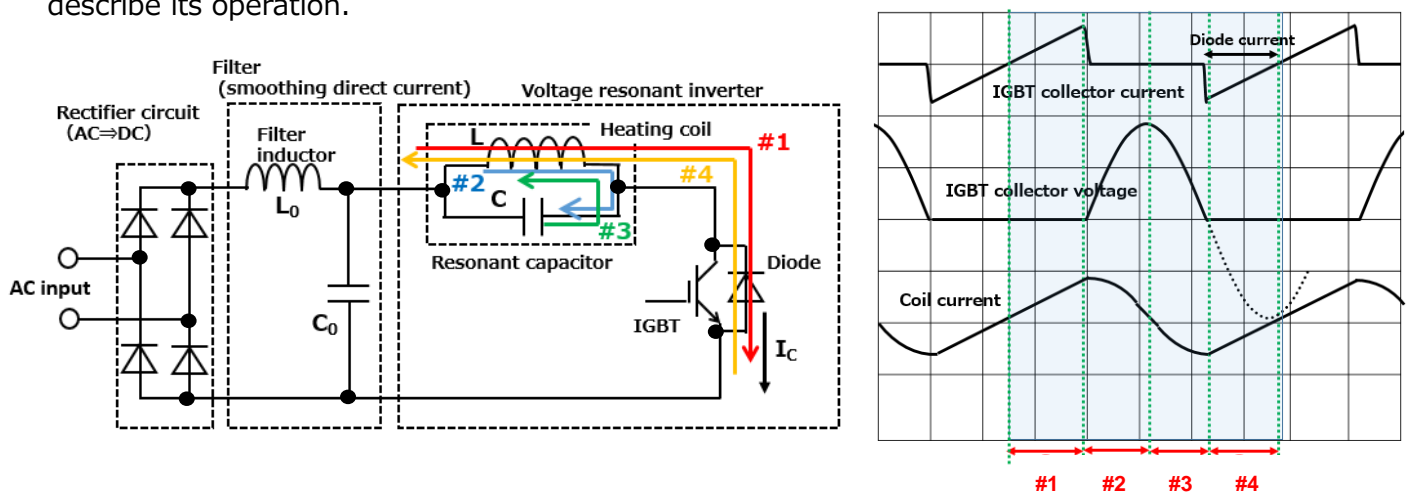 describe its operation.
Filter
(smoothing direct current)
Voltage resonant inverter
Rectifier circuit
(AC⇒DC)
Filter
inductor
L₀
L
Heating coil
#1
#2
#4
C
#3
Resonant capacitor
Diode
AC input
C₀
IGBT
I_C
Diode current
IGBT collector current
IGBT collector voltage
Coil current
#1
#2
#3
#4